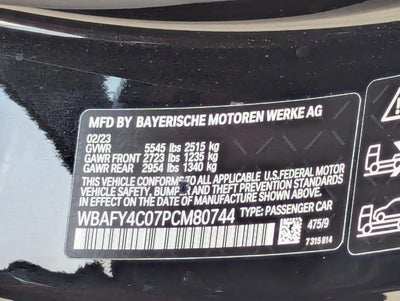 MFD BY BAYERISCHE MOTOREN WERKE AG
02/23
GVWR 5545 lbs 2515 kg
GAWR FRONT 2723 lbs 1235 kg
GAWR REAR 2954 lbs 1340 kg
THIS VEHICLE CONFORMS TO ALL APPLICABLE U.S. FEDERAL MOTOR
VEHICLE SAFETY, BUMPER, AND THEFT PREVENTION STANDARDS
IN EFFECT ON THE DATE OF MANUFACTURE SHOWN ABOVE.
WBAFY4C07PCM80744 TYPE: PASSENGER CAR
475/9
7 315 814